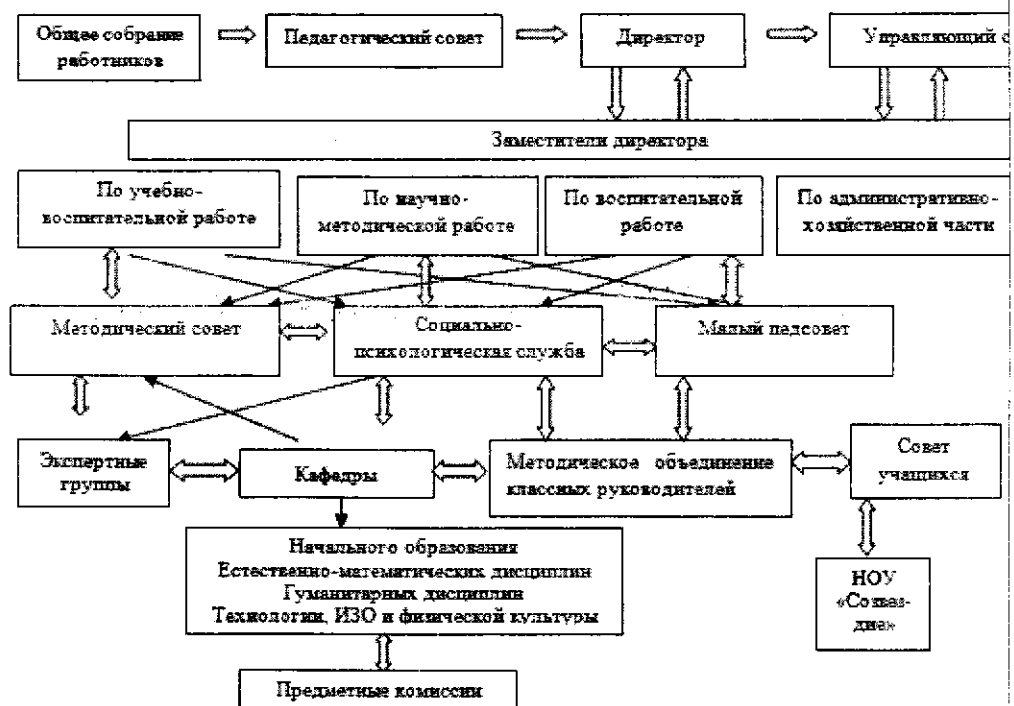 Общее собрание
работников
Педагогический совет
Директор
Управляющий
Заместители директора
По учебно-
воспитательной работе
По научно-
методической работе
По воспитательной
работе
По административно-
хозяйственной части
Методический совет
Социально-
психологическая служба
Малый педсовет
Экспертные
группы
Кафедры
Методическое объединение
классных руководителей
Совет
учащихся
Начального образования
Естественно-математических дисциплин
Гуманитарных дисциплин
Технологии, ИЗО и физической культуры
НОУ
«Созвез-
дие»
Предметные комиссии